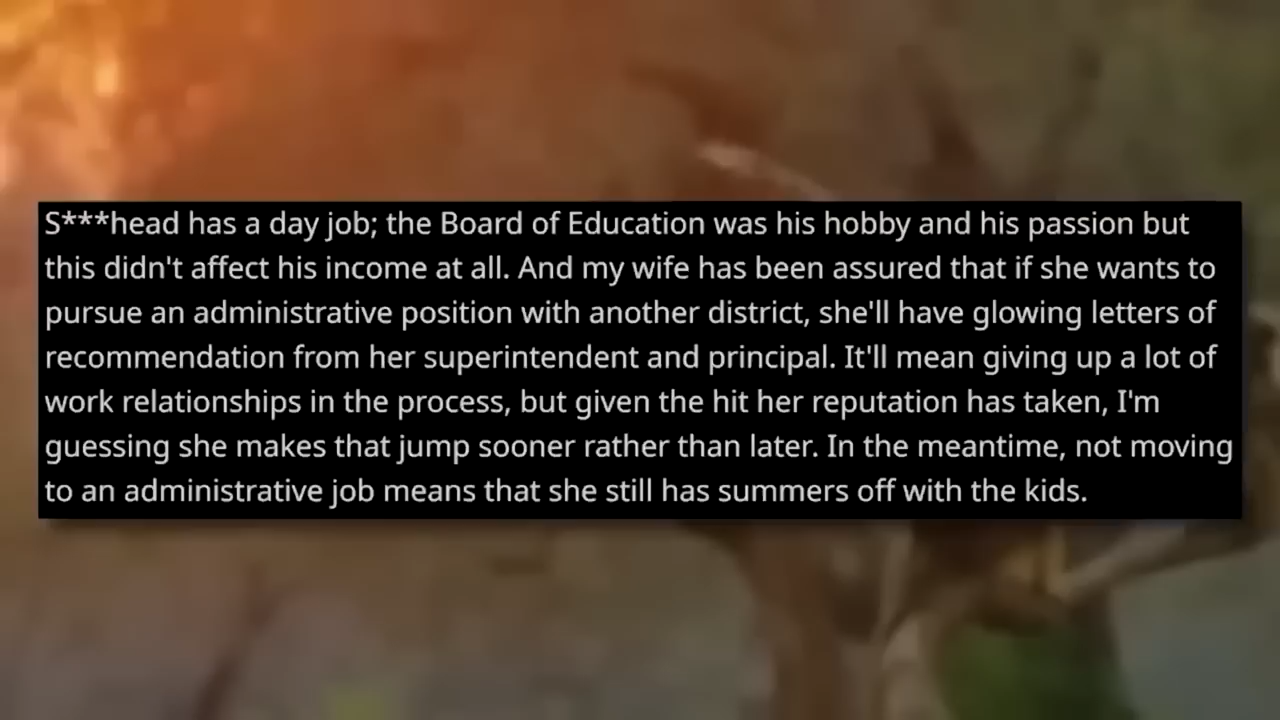 S***head has a day job; the Board of Education was his hobby and his passion but
this didn't affect his income at all. And my wife has been assured that if she wants to
pursue an administrative position with another district, she'll have glowing letters of
recommendation from her superintendent and principal. It'll mean giving up a lot of
work relationships in the process, but given the hit her reputation has taken, I'm
guessing she makes that jump sooner rather than later. In the meantime, not moving
to an administrative job means that she still has summers off with the kids.